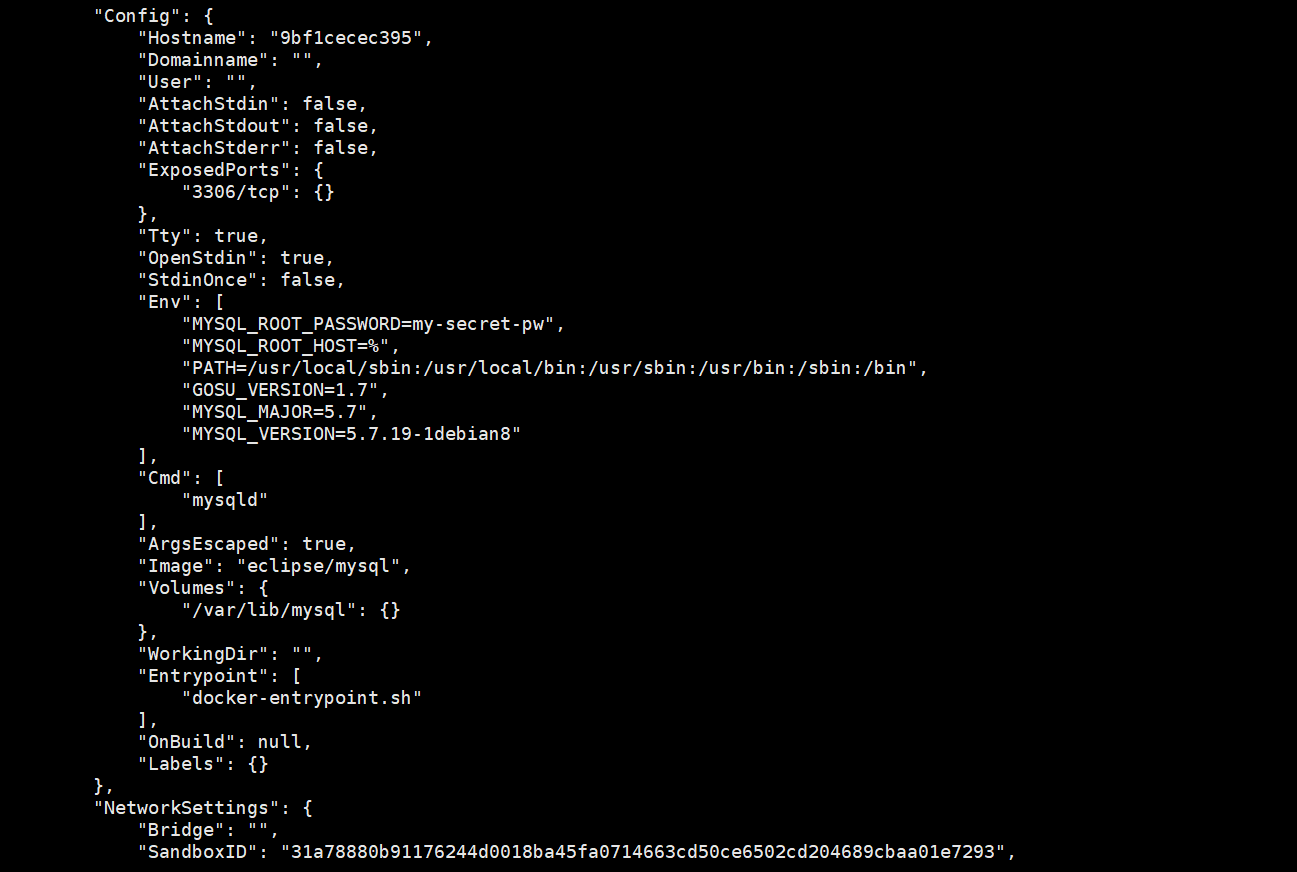 "Config": {
"Hostname": "9bf1cecec395",
"Domainname": "",
"User": "",
"AttachStdin": false,
"AttachStdout": false,
"AttachStderr": false,
"ExposedPorts": {
"3306/tcp": {}
},
"Tty": true,
"OpenStdin": true,
"StdinOnce": false,
"Env": [
"MYSQL_ROOT_PASSWORD=my-secret-pw",
"MYSQL_ROOT_HOST=%",
"PATH=/usr/local/sbin:/usr/local/bin:/usr/sbin:/usr/bin:/sbin:/bin",
"GOSU_VERSION=1.7",
"MYSQL_MAJOR=5.7",
"MYSQL_VERSION=5.7.19-1debian8"
],
"Cmd": [
"mysqld"
],
"ArgsEscaped": true,
"Image": "eclipse/mysql",
"Volumes": {
"/var/lib/mysql": {}
},
"WorkingDir": "",
"Entrypoint": [
"docker-entrypoint.sh"
],
"OnBuild": null,
"Labels": {}
},
"NetworkSettings": {
"Bridge": "",
"SandboxID": "31a78880b91176244d0018ba45fa0714663cd50ce6502cd204689cbaa01e7293",